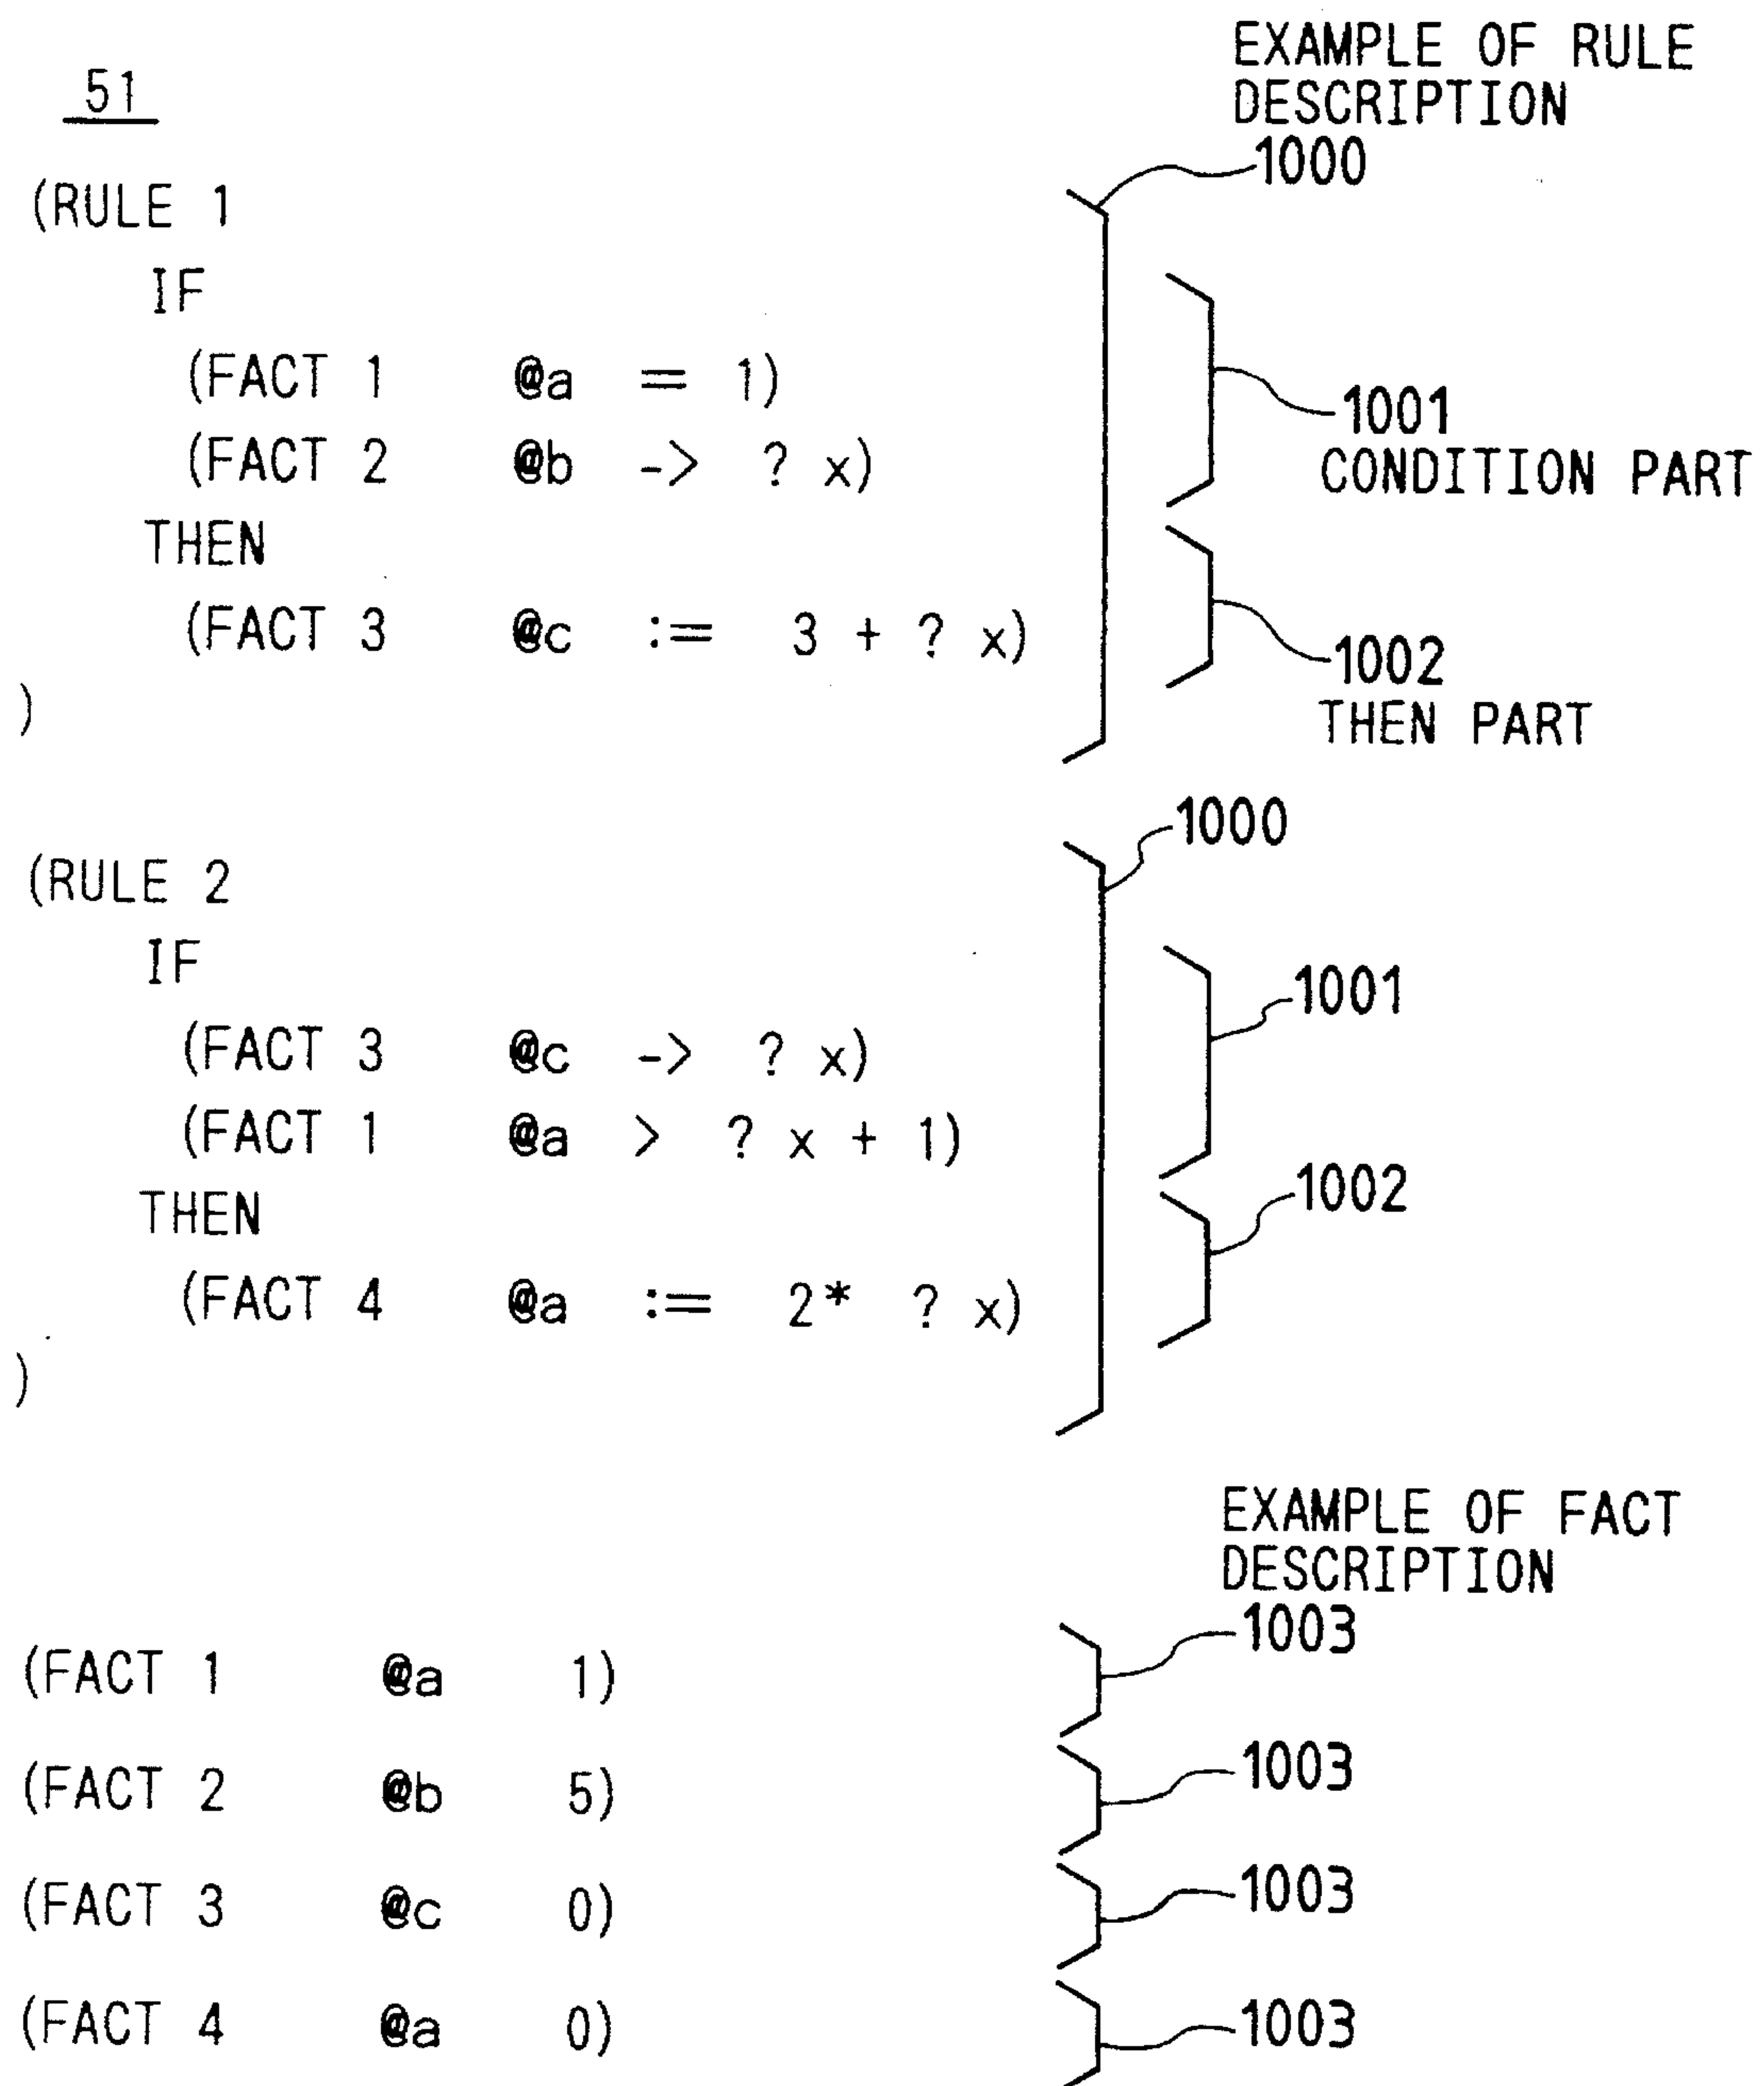 EXAMPLE OF RULE
DESCRIPTION
51
1000
(RULE 1
IF
(FACT 1 @a = 1)
1001
CONDITION PART
(FACT 2 @b -> ? x)
THEN
(FACT 3 @c := 3 + ? x)
1002
THEN PART
)
1000
(RULE 2
IF
1001
(FACT 3 @c -> ? x)
(FACT 1 @a > ? x + 1)
THEN
1002
(FACT 4 @a := 2* ? x)
)
EXAMPLE OF FACT
DESCRIPTION
(FACT 1 @a 1) 1003
(FACT 2 @b 5) 1003
(FACT 3 @c 0) 1003
(FACT 4 @a 0) 1003